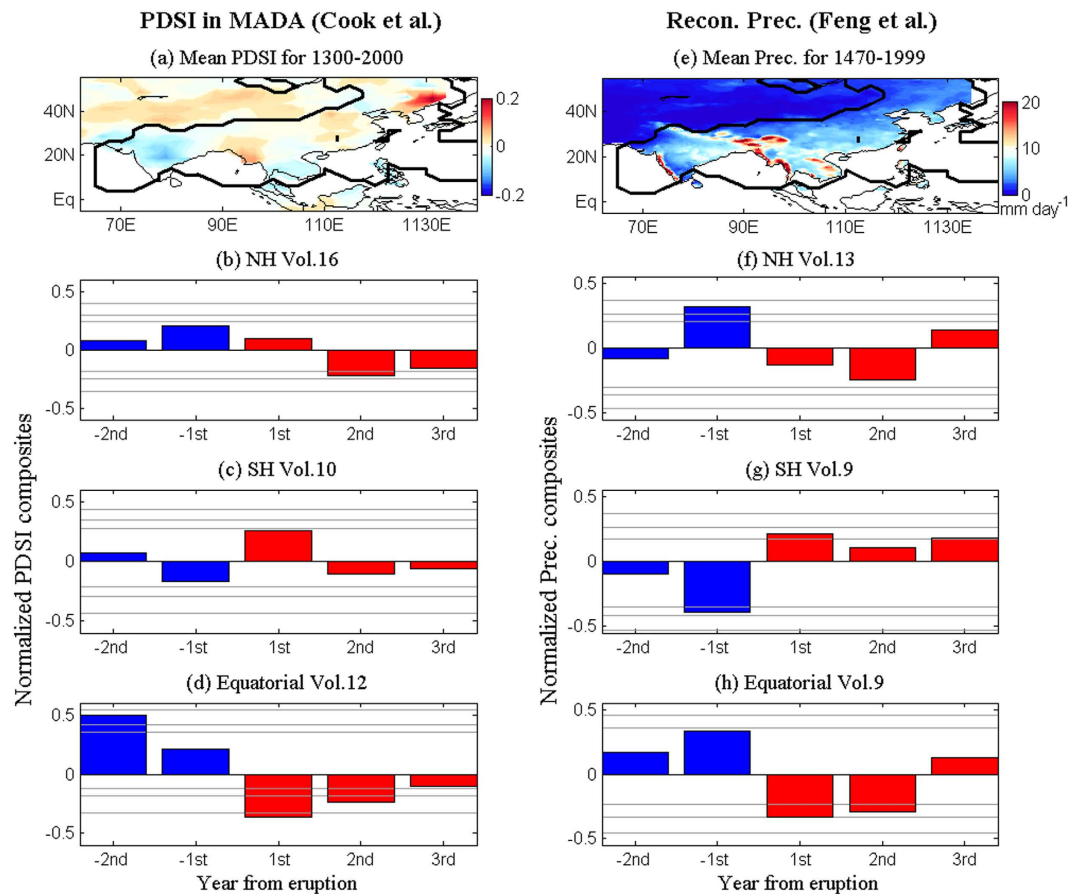 PDSI in MADA (Cook et al.)
(a) Mean PDSI for 1300-2000
40N
20N
Eq
70E 90E 110E 1130E
0.2
0
-0.2
(b) NH Vol.16
0.5
0
-0.5
-2nd -1st 1st 2nd 3rd
(c) SH Vol.10
0.5
0
-0.5
-2nd -1st 1st 2nd 3rd
(d) Equatorial Vol.12
0.5
0
-0.5
-2nd -1st 1st 2nd 3rd
Year from eruption
Normalized PDSI composites
Recon. Prec. (Feng et al.)
(e) Mean Prec. for 1470-1999
40N
20N
Eq
70E 90E 110E 1130E
20
10
0
mm day-1
(f) NH Vol.13
0.5
0
-0.5
-2nd -1st 1st 2nd 3rd
(g) SH Vol.9
0.5
0
-0.5
-2nd -1st 1st 2nd 3rd
(h) Equatorial Vol.9
0.5
0
-0.5
-2nd -1st 1st 2nd 3rd
Year from eruption
Normalized Prec. composites